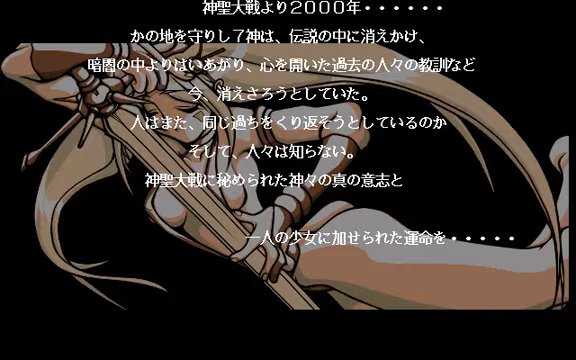 神聖大戦より２０００年・・・・・・
かの地を守りし７神は、伝説の中に消えかけ、
暗闇の中よりはいあがり、心を開いた過去の人々の教訓など
今、消えさろうとしていた。
人はまた、同じ過ちをくり返そうとしているのか
そして、人々は知らない。
神聖大戦に秘められた神々の真の意志と
一人の少女に加せられた運命を・・・・・